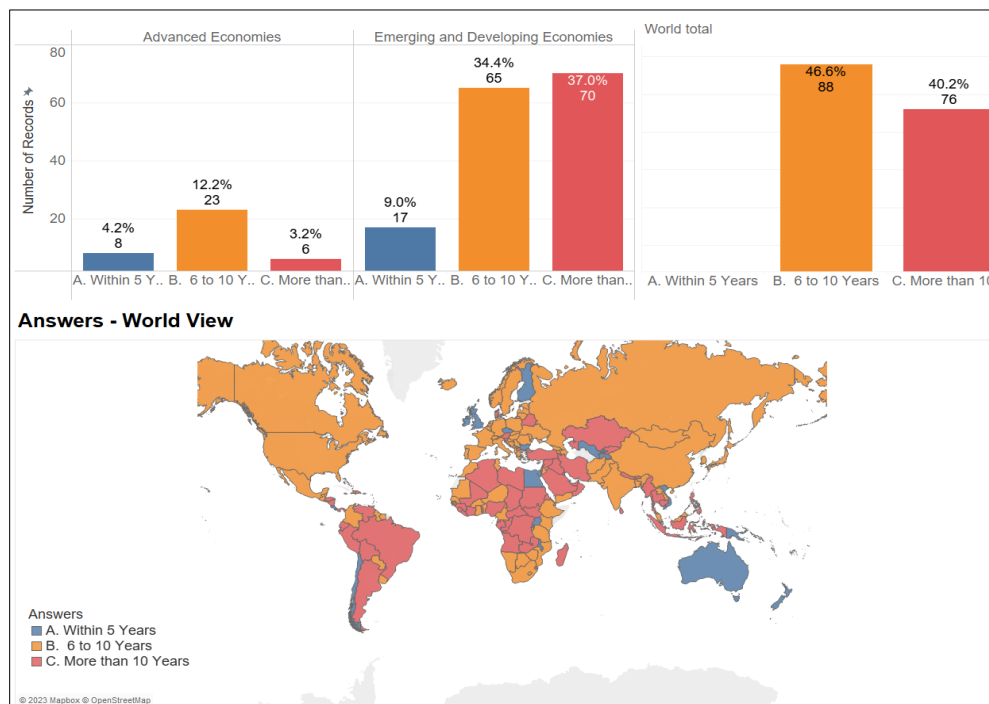 Advanced Economies
Emerging and Developing Economies
World total
Number of Records
80
60
40
20
4.2%
8
12.2%
23
3.2%
6
9.0%
17
34.4%
65
37.0%
70
46.6%
88
40.2%
76
A. Within 5 Y..
B.  6 to 10 Y..
C. More than..
A. Within 5 Y..
B.  6 to 10 Y..
C. More than..
A. Within 5 Years
B.  6 to 10 Years
C. More than 10
Answers - World View
Answers
A. Within 5 Years
B.  6 to 10 Years
C. More than 10 Years
© 2023 Mapbox © OpenStreetMap